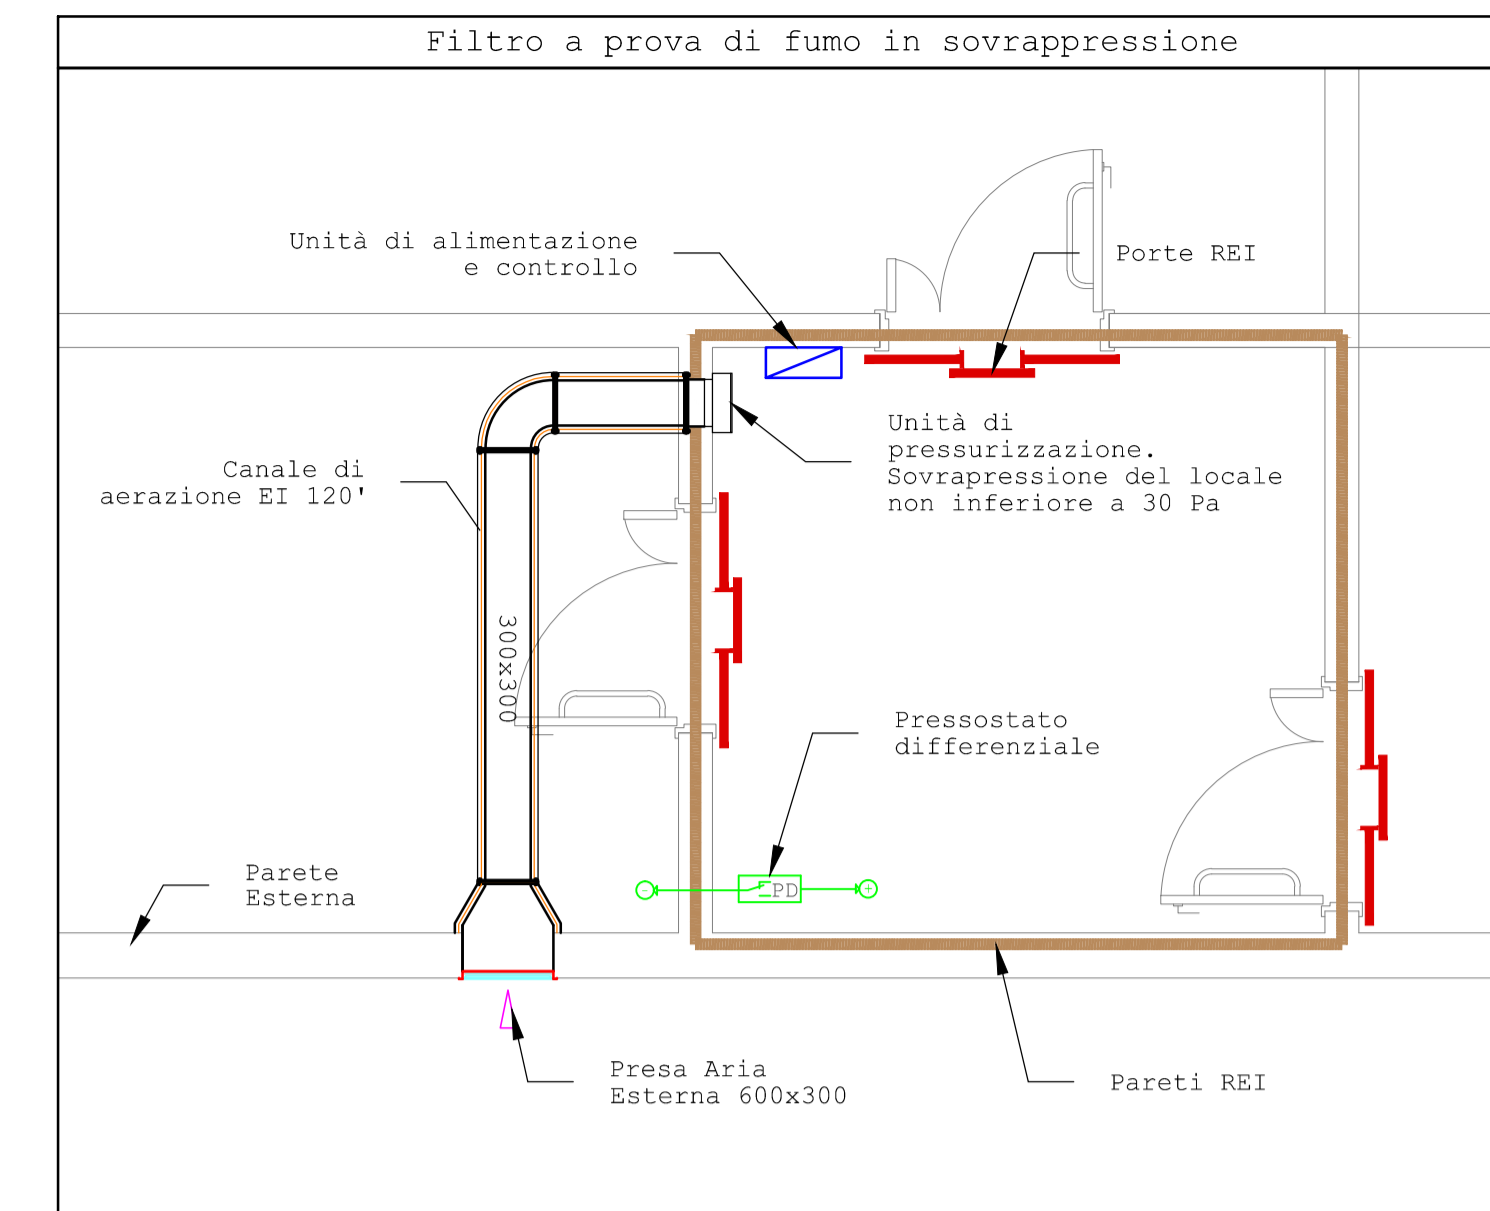 Filtro a prova di fumo in sovrappressione
Unità di alimentazione
e controllo
Porte REI
Unità di
pressurizzazione.
Sovrapressione del locale
non inferiore a 30 Pa
Canale di
aerazione EI 120'
300x300
Pressostato
differenziale
- PD +
Parete
Esterna
Presa Aria
Esterna 600x300
Pareti REI